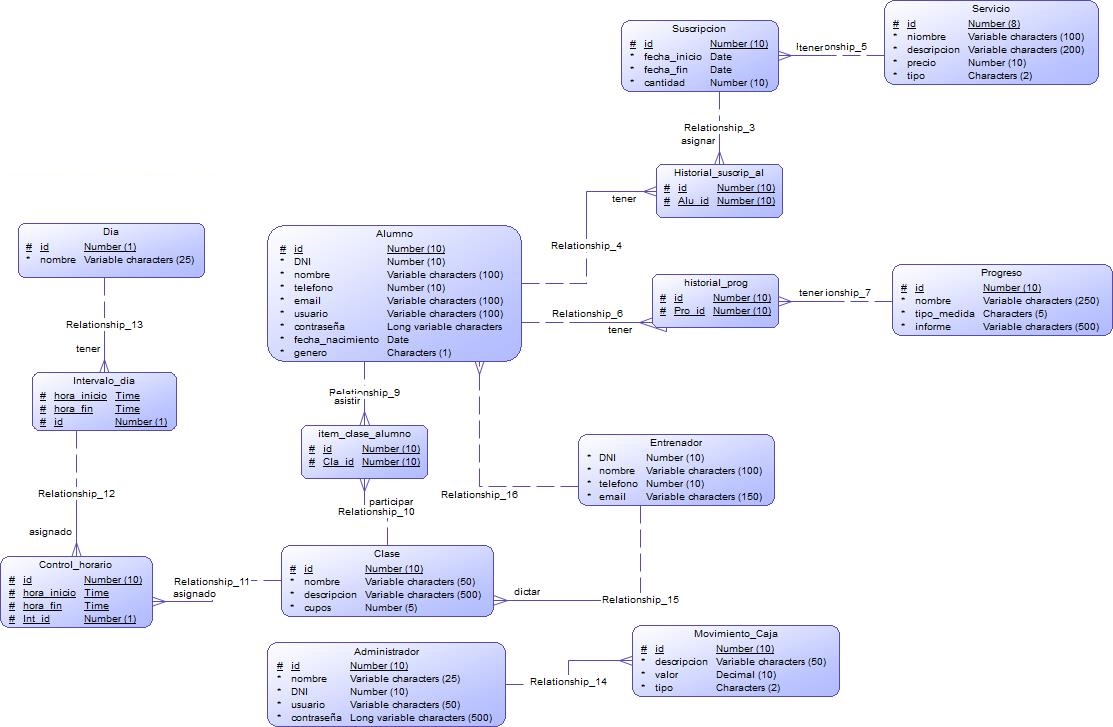 Servicio
# id Number (8)
* niombre Variable characters (100)
* descripcion Variable characters (200)
* precio Number (10)
* tipo Characters (2)
Suscripcion
# id Number (10)
* fecha_inicio Date
* fecha_fin Date
* cantidad Number (10)
tener
ionship_5
Relationship_3
asignar
Historial_suscrip_al
# id Number (10)
# Alu_id Number (10)
tener
Relationship_4
Dia
# id Number (1)
* nombre Variable characters (25)
Alumno
# id Number (10)
* DNI Number (10)
* nombre Variable characters (100)
* telefono Number (10)
* email Variable characters (100)
* usuario Variable characters (100)
* contraseña Long variable characters
* fecha_nacimiento Date
* genero Characters (1)
historial_prog
# id Number (10)
# Pro_id Number (10)
tener
ionship_7
Progreso
# id Number (10)
* nombre Variable characters (250)
* tipo_medida Characters (5)
* informe Variable characters (500)
Relationship_6
tener
Relationship_13
tener
Intervalo_dia
# hora_inicio Time
# hora_fin Time
# id Number (1)
Relationship_9
asistir
item_clase_alumno
# id Number (10)
# Cla_id Number (10)
Entrenador
* DNI Number (10)
* nombre Variable characters (100)
* telefono Number (10)
* email Variable characters (150)
Relationship_12
asignado
Relationship_16
participar
Relationship_10
Control_horario
# id Number (10)
# hora_inicio Time
# hora_fin Time
# Int_id Number (1)
Relationship_11
asignado
Clase
# id Number (10)
* nombre Variable characters (50)
* descripcion Variable characters (500)
* cupos Number (5)
dictar
Relationship_15
Administrador
# id Number (10)
* nombre Variable characters (25)
* DNI Number (10)
* usuario Variable characters (50)
* contraseña Long variable characters (500)
Relationship_14
Movimiento_Caja
# id Number (10)
* descripcion Variable characters (50)
* valor Decimal (10)
* tipo Characters (2)